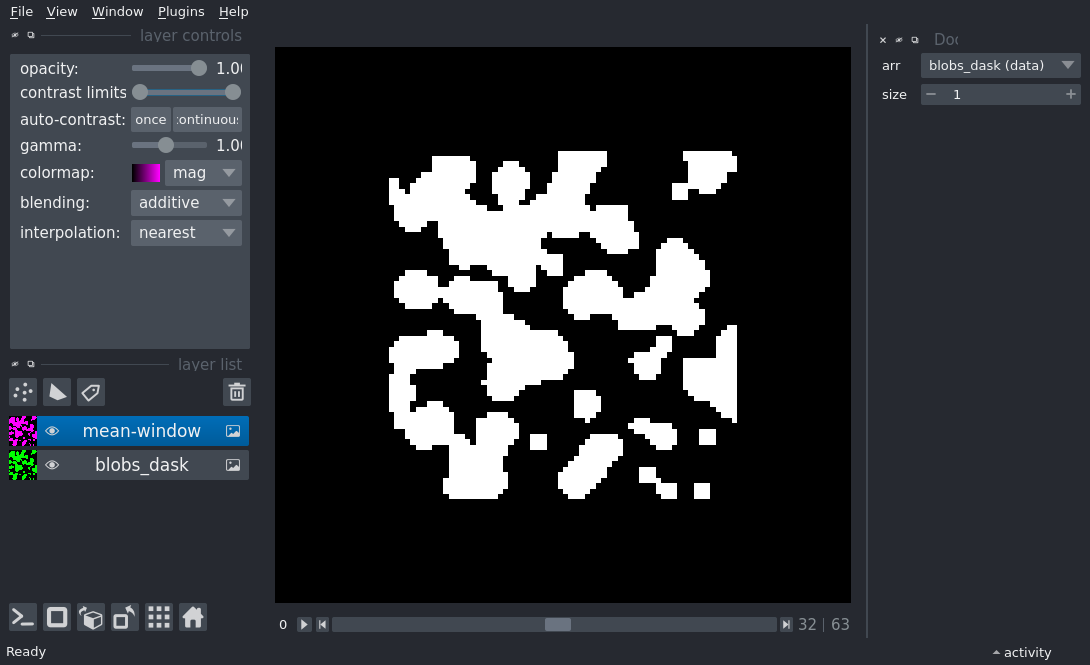 File View Window Plugins Help
layer controls
opacity: 1.0
contrast limits
auto-contrast: once
gamma: 1.0
colormap: mag
blending: additive
interpolation: nearest
layer list
mean-window
blobs_dask
0 32 | 63
arr blobs_dask (data)
size 1
Ready
activity